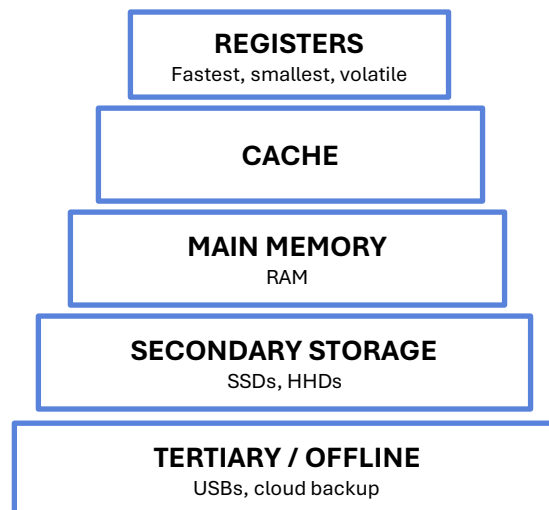 REGISTERS
Fastest, smallest, volatile
CACHE
MAIN MEMORY
RAM
SECONDARY STORAGE
SSDs, HHDs
TERTIARY / OFFLINE
USBs, cloud backup